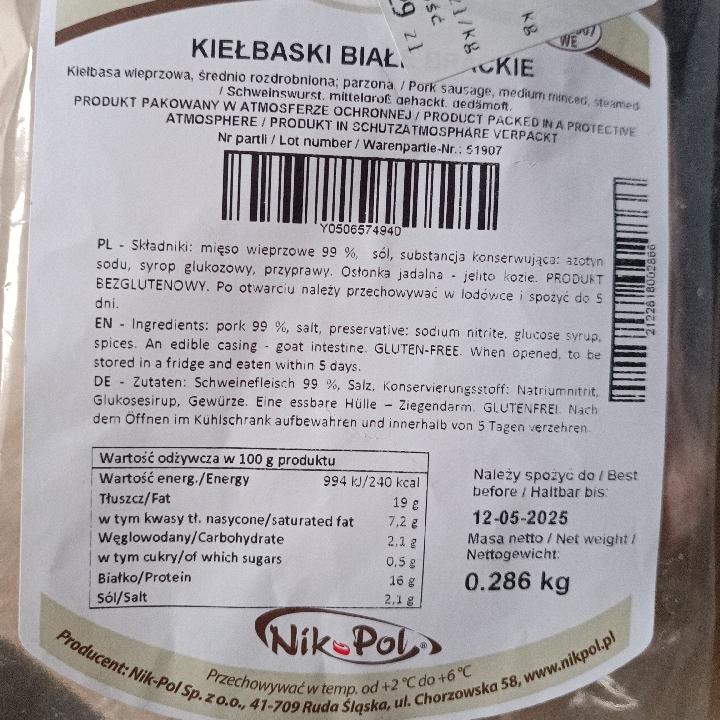 zł
zł/kg
kg
WE
KIEŁBASKI BIAŁ
Kiełbasa wieprzowa, średnio rozdrobniona; parzona. / Pork sausage, medium minced, steamed
/ Schweinswurst, mittelgroß gehackt, gedämpft.
PRODUKT PAKOWANY W ATMOSFERZE OCHRONNEJ / PRODUCT PACKED IN A PROTECTIVE
ATMOSPHERE / PRODUKT IN SCHUTZATMOSPHÄRE VERPACKT
Nr partii / Lot number / Warenpartie-Nr.: 51907
Y050657494D
PL - Składniki: mięso wieprzowe 99 %, sól, substancja konserwująca: azotyn
sodu, syrop glukozowy, przyprawy. Osłonka jadalna - jelito kozie. PRODUKT
BEZGLUTENOWY. Po otwarciu należy przechowywać w lodówce i spożyć do 5
dni.
EN - Ingredients: pork 99 %, salt, preservative: sodium nitrite, glucose syrup,
spices. An edible casing - goat intestine. GLUTEN-FREE. When opened, to be
stored in a fridge and eaten within 5 days.
DE - Zutaten: Schweinefleisch 99 %, Salz, Konservierungsstoff: Natriumnitrit,
Glukosesirup, Gewürze. Eine essbare Hülle – Ziegendarm. GLUTENFREI. Nach
dem Öffnen im Kühlschrank aufbewahren und innerhalb von 5 Tagen verzehren.
Wartość odżywcza w 100 g produktu
Wartość energ./Energy 994 kJ/240 kcal
Tłuszcz/Fat 19 g
w tym kwasy tł. nasycone/saturated fat 7,2 g
Węglowodany/Carbohydrate 2,1 g
w tym cukry/of which sugars 0,5 g
Białko/Protein 16 g
Sól/Salt 2,1 g
Należy spożyć do / Best
before / Haltbar bis:
12-05-2025
Masa netto / Net weight /
Nettogewicht:
0.286 kg
Nik Pol ®
Przechowywać w temp. od +2 °C do +6 °C
Producent: Nik-Pol Sp. z o.o., 41-709 Ruda Śląska, ul. Chorzowska 58, www.nikpol.pl